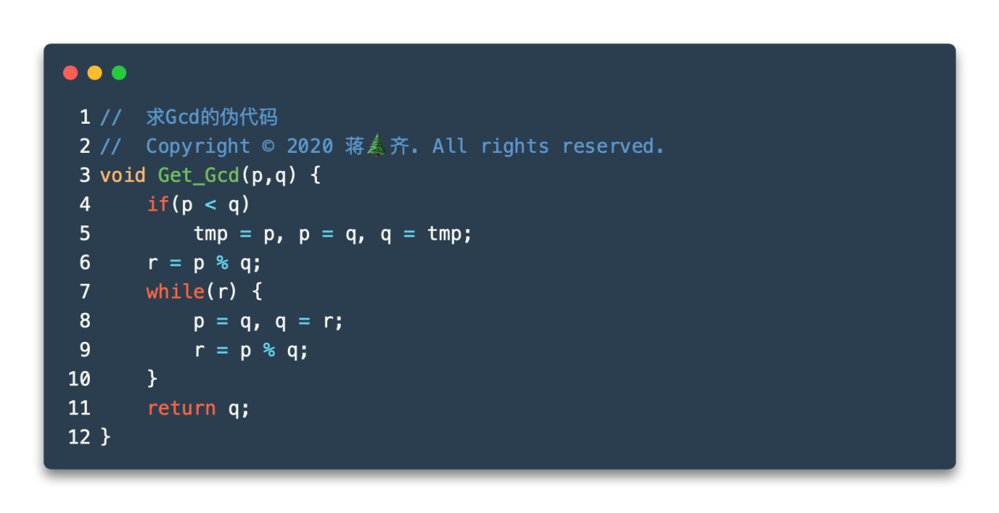 1 //  求Gcd的伪代码
2 //  Copyright © 2020 蒋🌲齐. All rights reserved.
3 void Get_Gcd(p,q) {
4     if(p < q)
5         tmp = p, p = q, q = tmp;
6     r = p % q;
7     while(r) {
8         p = q, q = r;
9         r = p % q;
10     }
11     return q;
12 }